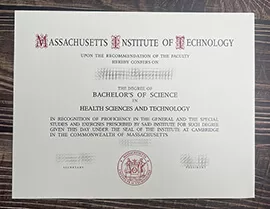 MASSACHUSETTS INSTITUTE OF TECHNOLOGY
UPON THE RECOMMENDATION OF THE FACULTY
HEREBY CONFERS ON
THE DEGREE OF
BACHELOR'S OF SCIENCE
IN
HEALTH SCIENCES AND TECHNOLOGY
IN RECOGNITION OF PROFICIENCY IN THE GENERAL AND THE SPECIAL
STUDIES AND EXERCISES PRESCRIBED BY SAID INSTITUTE FOR SUCH DEGREE
GIVEN THIS DAY UNDER THE SEAL OF THE INSTITUTE AT CAMBRIDGE
IN THE COMMONWEALTH OF MASSACHUSETTS